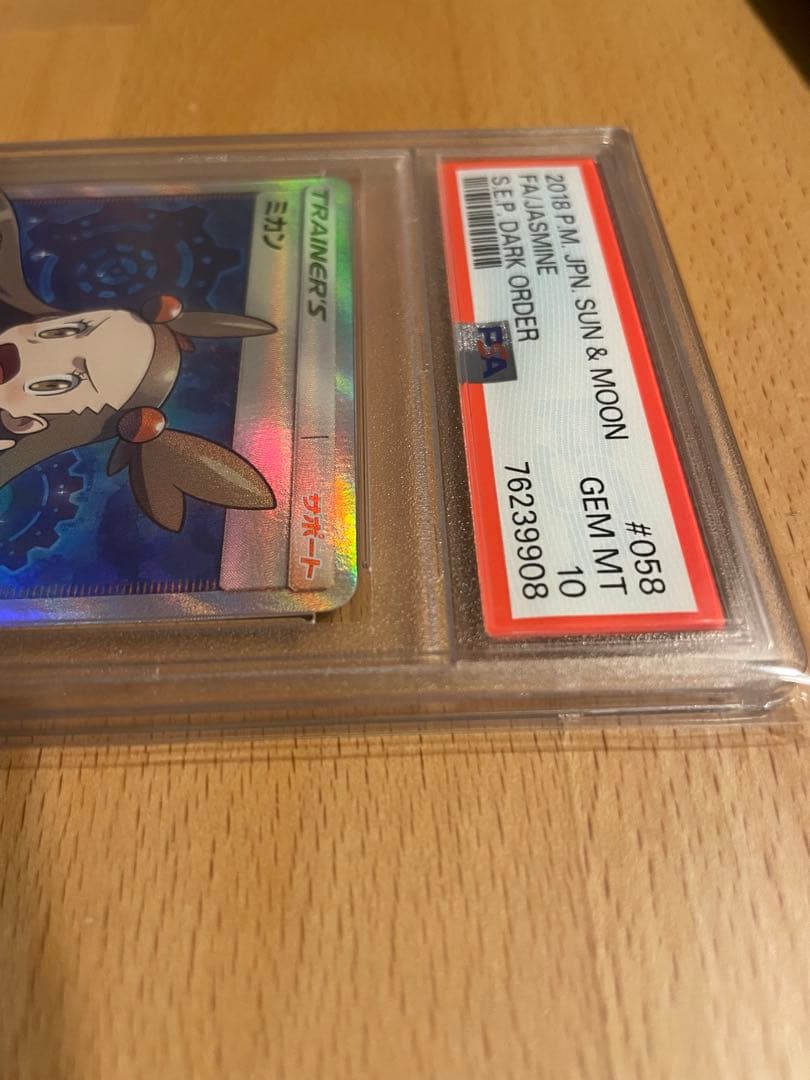 2018 P.M. JPN. SUN & MOON #058
FA/JASMINE GEM MT
S.E.P. DARK ORDER 10
PSA 76239908
TRAINER'S サポート
ミカン